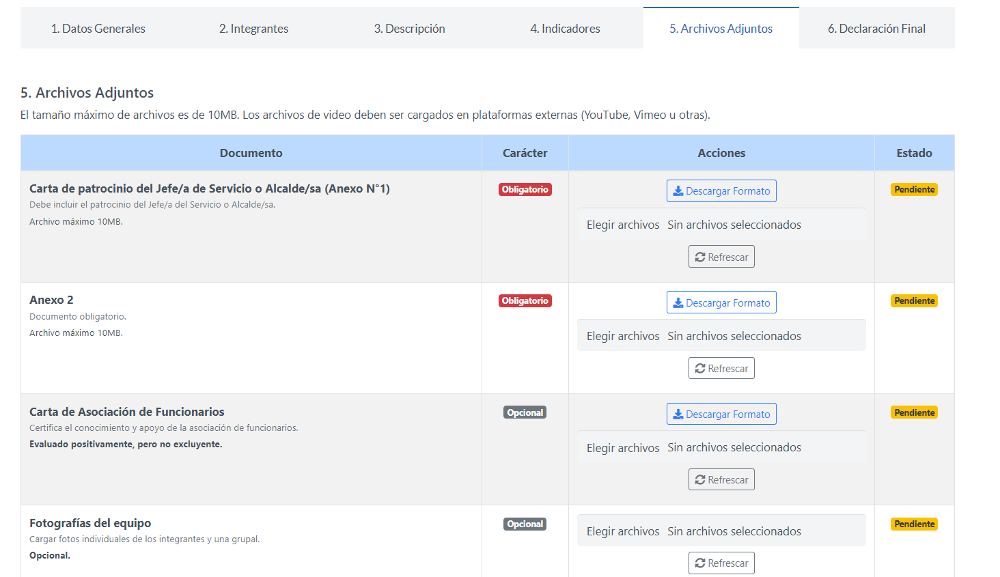 1. Datos Generales
2. Integrantes
3. Descripción
4. Indicadores
5. Archivos Adjuntos
6. Declaración Final
5. Archivos Adjuntos
El tamaño máximo de archivos es de 10MB. Los archivos de video deben ser cargados en plataformas externas (YouTube, Vimeo u otras).
Documento
Carácter
Acciones
Estado
Carta de patrocinio del Jefe/a de Servicio o Alcalde/sa (Anexo N°1)
Debe incluir el patrocinio del Jefe/a del Servicio o Alcalde/sa.
Archivo máximo 10MB.
Obligatorio
Descargar Formato
Elegir archivos Sin archivos seleccionados
Refrescar
Pendiente
Anexo 2
Documento obligatorio.
Archivo máximo 10MB.
Obligatorio
Descargar Formato
Elegir archivos Sin archivos seleccionados
Refrescar
Pendiente
Carta de Asociación de Funcionarios
Certifica el conocimiento y apoyo de la asociación de funcionarios.
Evaluado positivamente, pero no excluyente.
Opcional
Descargar Formato
Elegir archivos Sin archivos seleccionados
Refrescar
Pendiente
Fotografías del equipo
Cargar fotos individuales de los integrantes y una grupal.
Opcional.
Opcional
Elegir archivos Sin archivos seleccionados
Refrescar
Pendiente